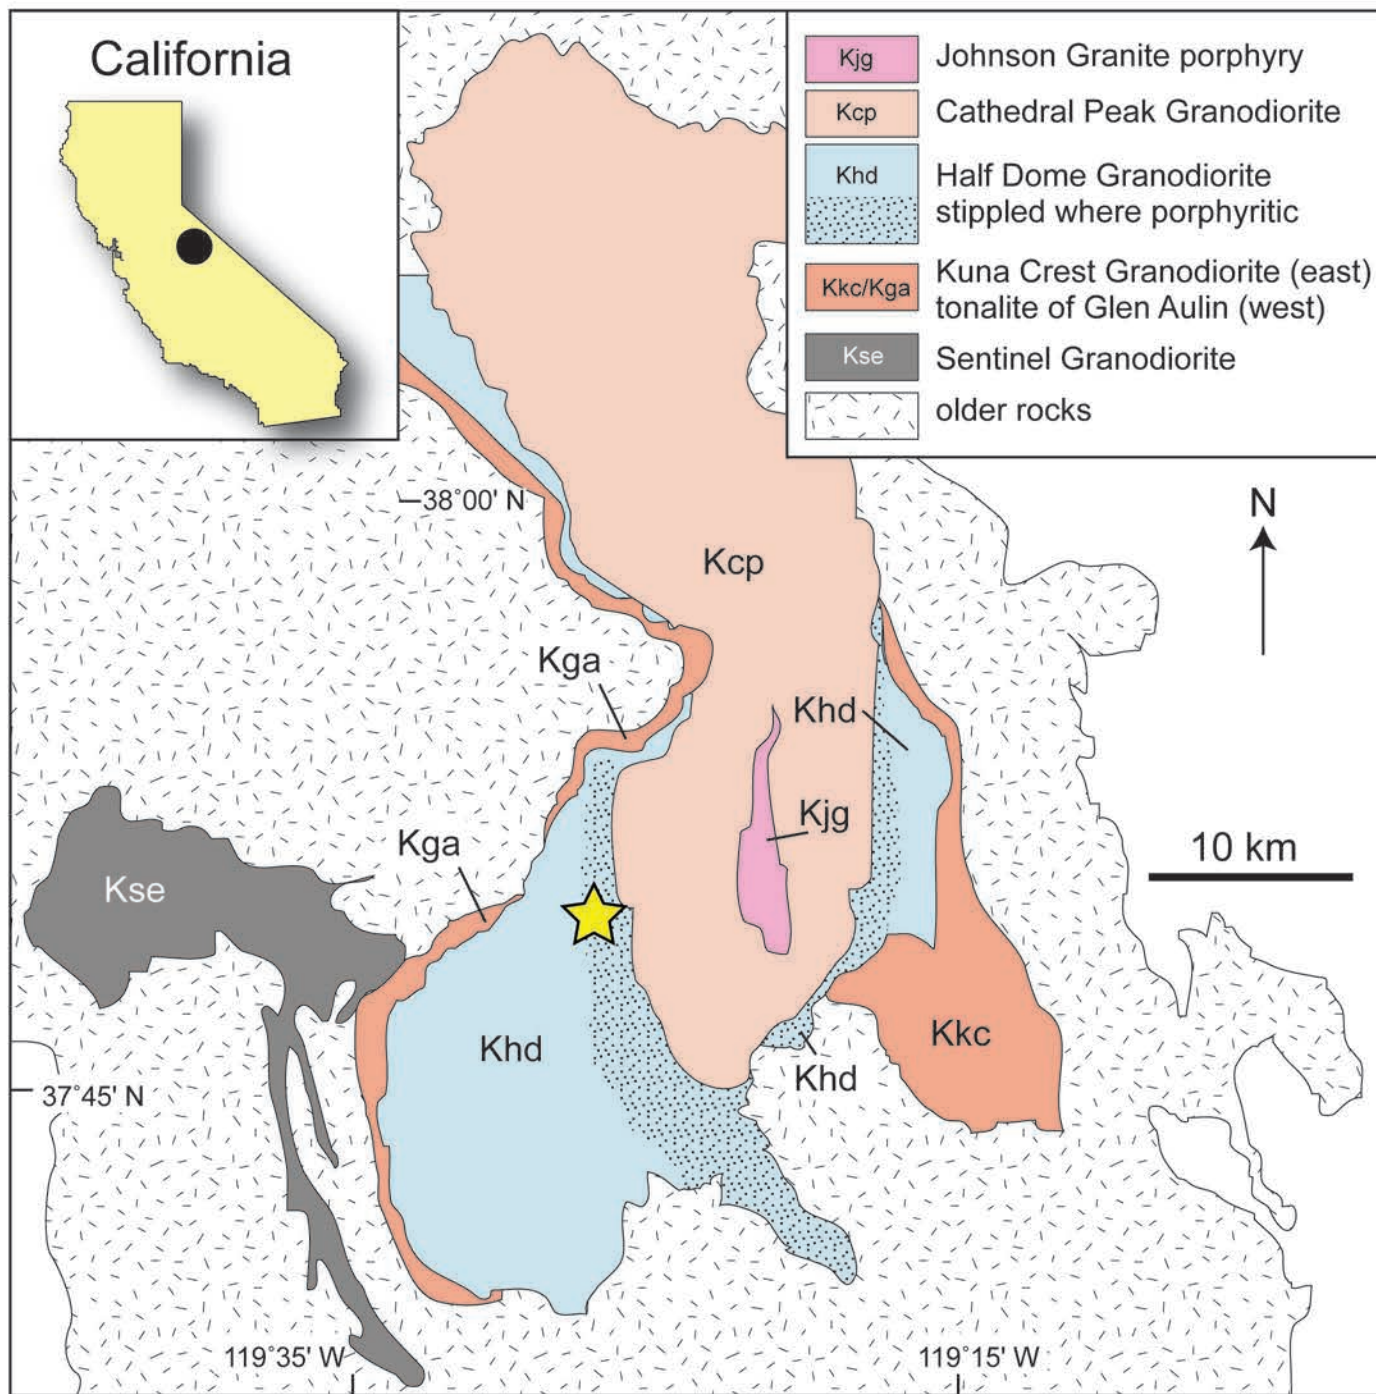 California
Kjg
Johnson Granite porphyry
Kcp
Cathedral Peak Granodiorite
Khd
Half Dome Granodiorite
stippled where porphyritic
Kkc/Kga
Kuna Crest Granodiorite (east)
tonalite of Glen Aulin (west)
Kse
Sentinel Granodiorite
older rocks
38°00' N
N
Kcp
Kga
Khd
Kjg
10 km
Kga
Kse
Khd
Kkc
Khd
37°45' N
119°35' W
119°15' W